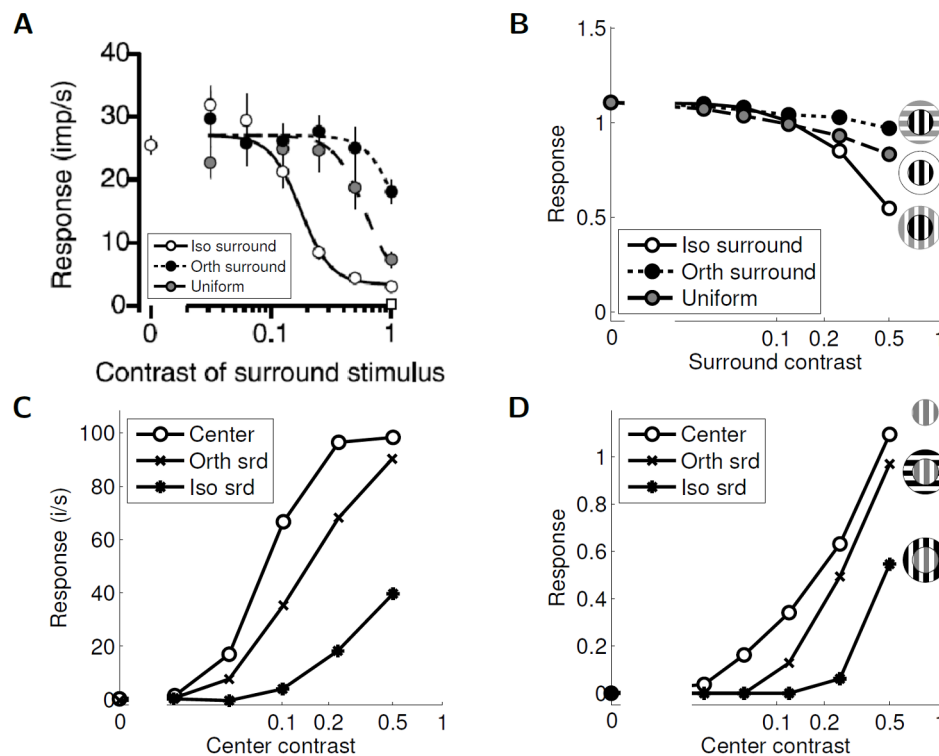 A
40
30
20
10
0
Response (imp/s)
Iso surround
Orth surround
Uniform
0
0.1
1
Contrast of surround stimulus
B
1.5
1
0.5
0
Response
Iso surround
Orth surround
Uniform
0
0.1
0.2
0.5
1
Surround contrast
C
100
80
60
40
20
0
Response (i/s)
Center
Orth srd
Iso srd
0
0.1
0.2
0.5
1
Center contrast
D
1
0.8
0.6
0.4
0.2
0
Response
Center
Orth srd
Iso srd
0
0.1
0.2
0.5
1
Center contrast